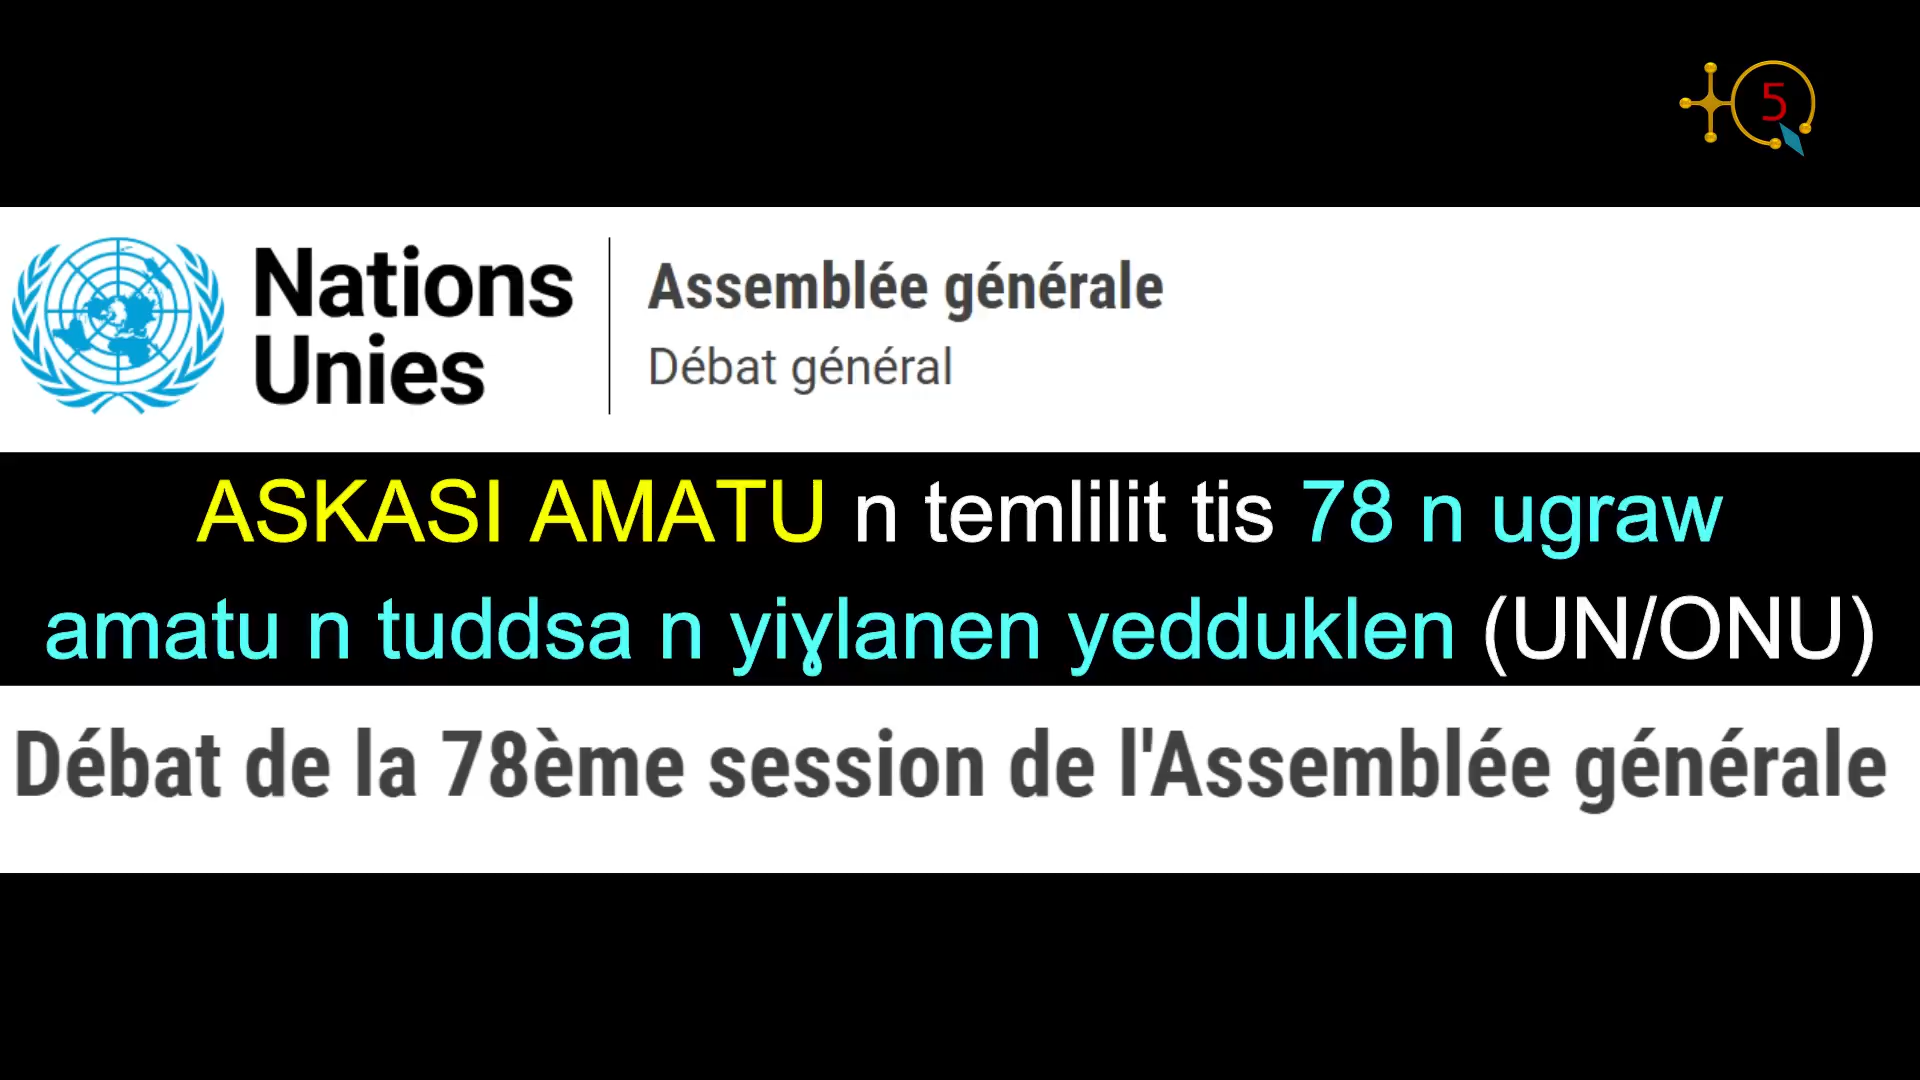 5
Nations
Unies
Assemblée générale
Débat général
ASKASI AMATU n temlilit tis 78 n ugraw
amatu n tuddsa n yiɣlanen yedduklen (UN/ONU)
Débat de la 78ème session de l'Assemblée générale